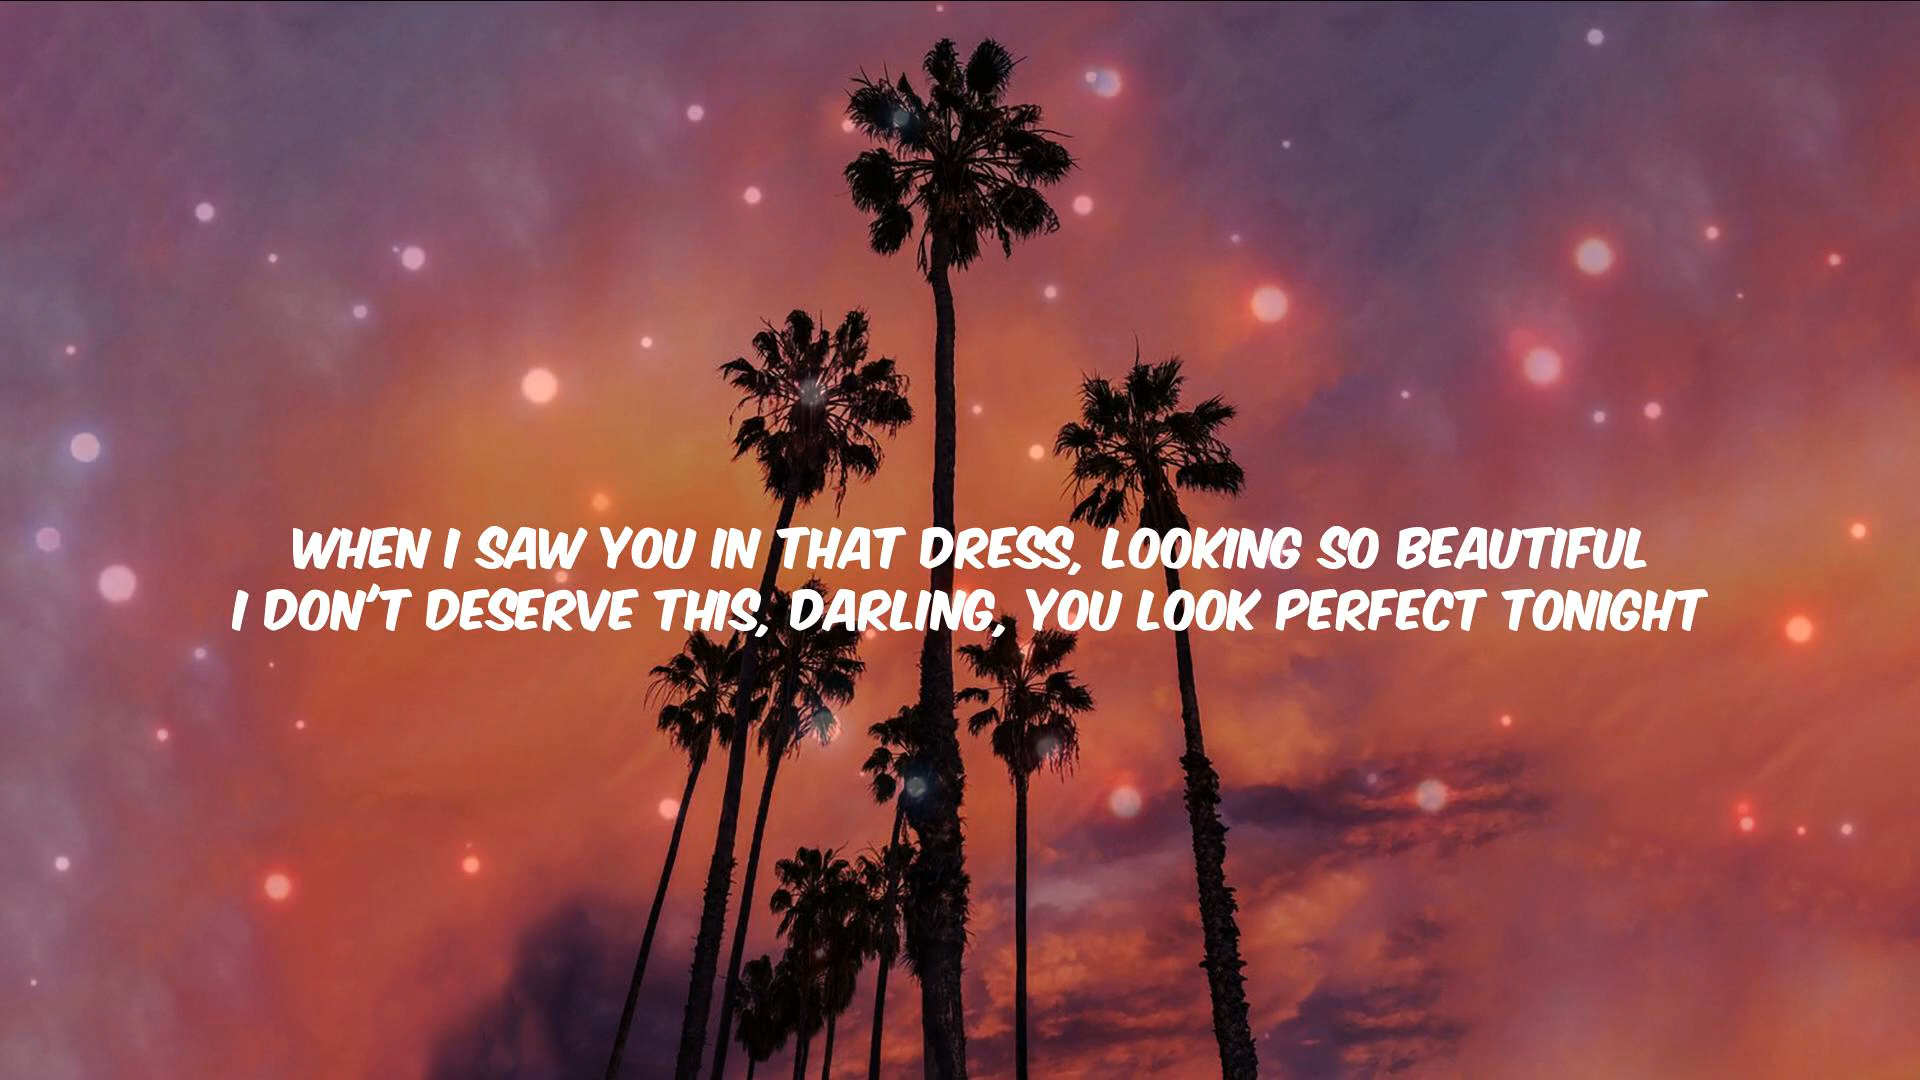 WHEN I SAW YOU IN THAT DRESS, LOOKING SO BEAUTIFUL
I DON'T DESERVE THIS, DARLING, YOU LOOK PERFECT TONIGHT